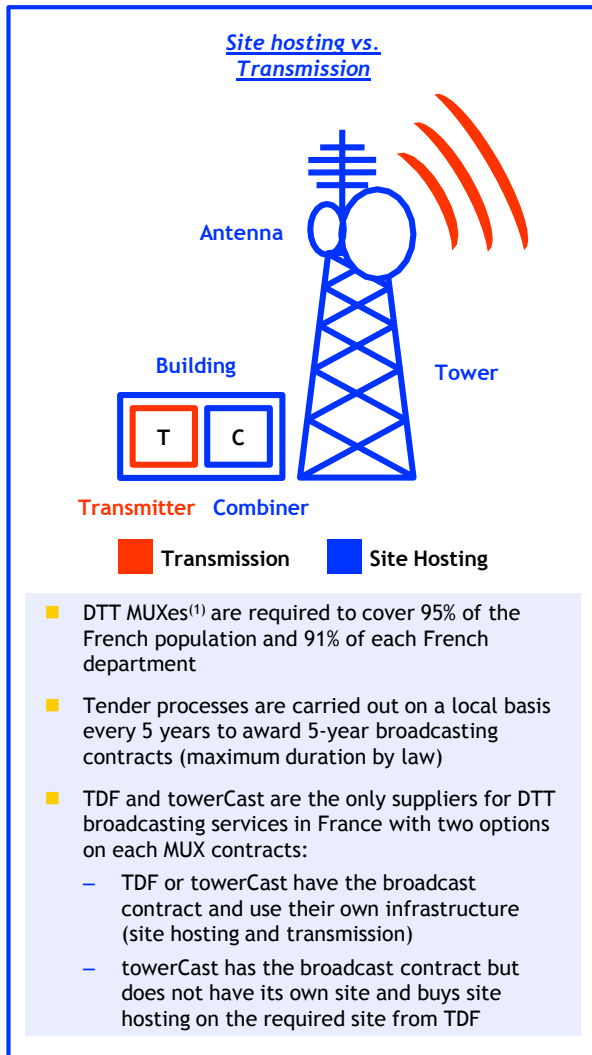 Site hosting vs.
Transmission
Antenna
Building
Tower
T
C
Transmitter
Combiner
Transmission
Site Hosting
■ DTT MUXes(1) are required to cover 95% of the
French population and 91% of each French
department
■ Tender processes are carried out on a local basis
every 5 years to award 5-year broadcasting
contracts (maximum duration by law)
■ TDF and towerCast are the only suppliers for DTT
broadcasting services in France with two options
on each MUX contracts:
– TDF or towerCast have the broadcast
contract and use their own infrastructure
(site hosting and transmission)
– towerCast has the broadcast contract but
does not have its own site and buys site
hosting on the required site from TDF